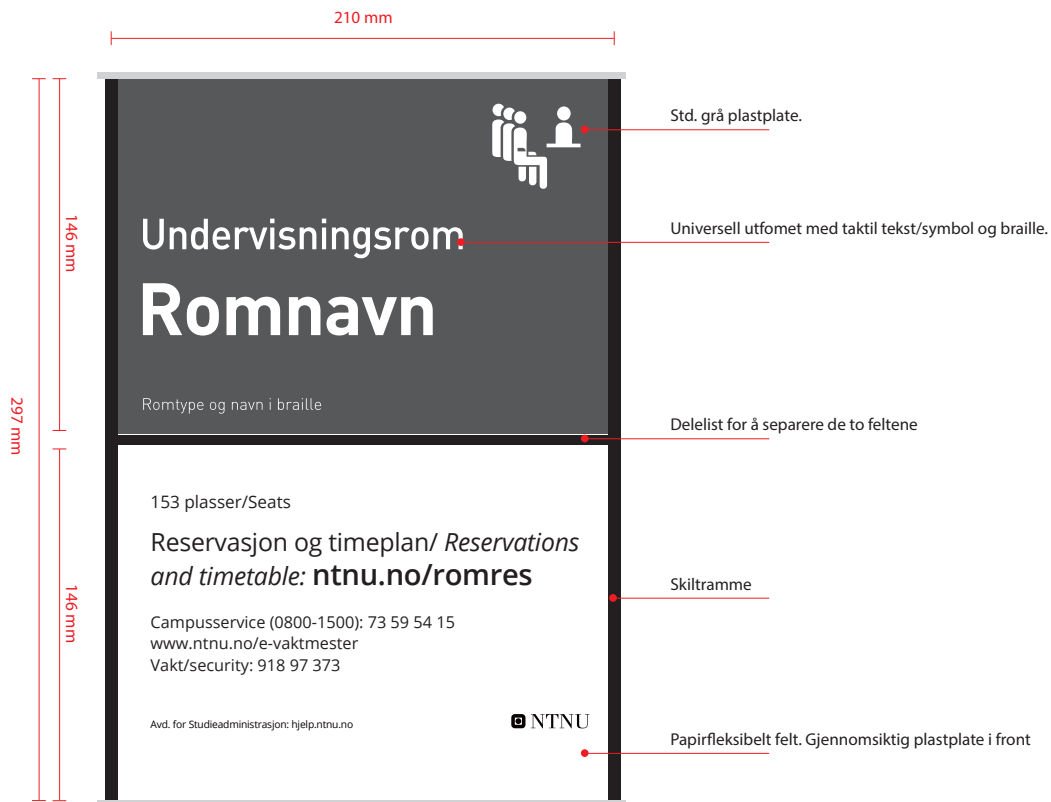 210 mm
Std. grå plastplate.
146 mm
Undervisningsrom
Universell utfomet med taktil tekst/symbol og braille.
Romnavn
297 mm
Romtype og navn i braille
Delelist for å separere de to feltene
153 plasser/Seats
Reservasjon og timeplan/ Reservations
and timetable: ntnu.no/romres
146 mm
Skiltramme
Campusservice (0800-1500): 73 59 54 15
www.ntnu.no/e-vaktmester
Vakt/security: 918 97 373
Avd. for Studieadministrasjon: hjelp.ntnu.no
NTNU
Papirfleksibelt felt. Gjennomsiktig plastplate i front